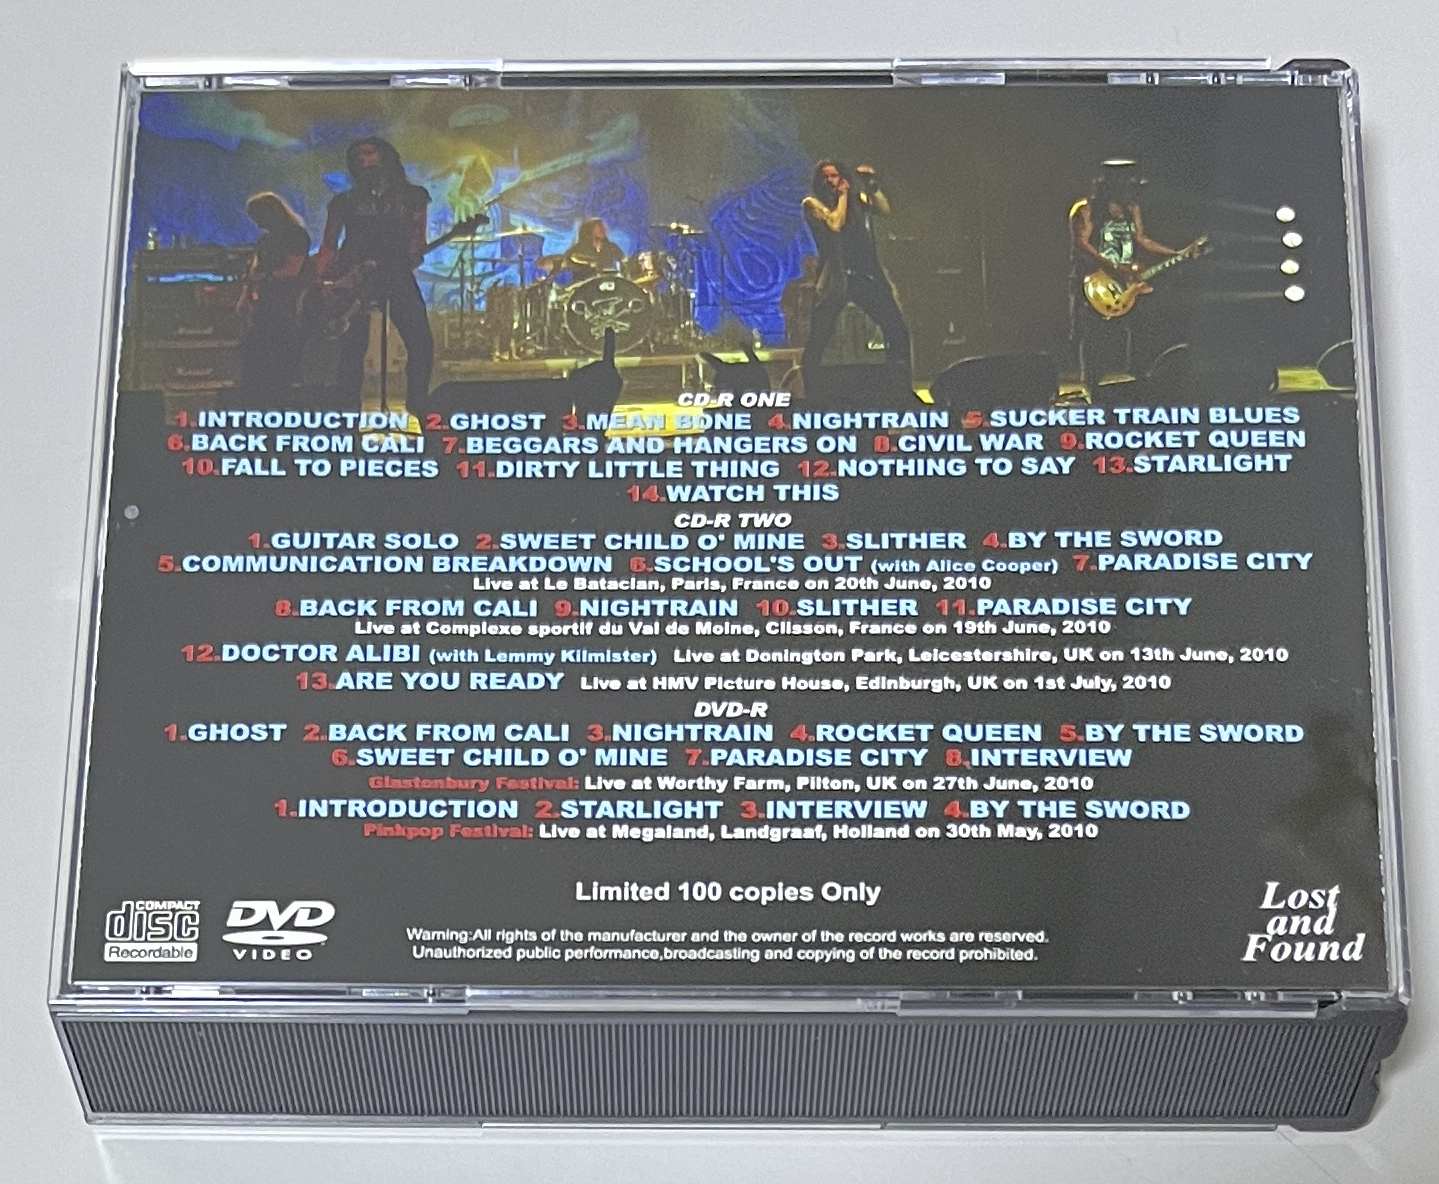 CD-R ONE
1.INTRODUCTION 2.GHOST 3.MEAN BONE 4.NIGHTRAIN 5.SUCKER TRAIN BLUES
6.BACK FROM CALI 7.BEGGARS AND HANGERS ON 8.CIVIL WAR 9.ROCKET QUEEN
10.FALL TO PIECES 11.DIRTY LITTLE THING 12.NOTHING TO SAY 13.STARLIGHT
14.WATCH THIS
CD-R TWO
1.GUITAR SOLO 2.SWEET CHILD O' MINE 3.SLITHER 4.BY THE SWORD
5.COMMUNICATION BREAKDOWN 6.SCHOOL'S OUT (with Alice Cooper) 7.PARADISE CITY
Live at Le Bataclan, Paris, France on 20th June, 2010
8.BACK FROM CALI 9.NIGHTRAIN 10.SLITHER 11.PARADISE CITY
Live at Complexe sportif du Val de Moine, Clisson, France on 19th June, 2010
12.DOCTOR ALIBI (with Lemmy Kilmister) Live at Donington Park, Leicestershire, UK on 13th June, 2010
13.ARE YOU READY Live at HMV Picture House, Edinburgh, UK on 1st July, 2010
DVD-R
1.GHOST 2.BACK FROM CALI 3.NIGHTRAIN 4.ROCKET QUEEN 5.BY THE SWORD
6.SWEET CHILD O' MINE 7.PARADISE CITY 8.INTERVIEW
Glastonbury Festival: Live at Worthy Farm, Pilton, UK on 27th June, 2010
1.INTRODUCTION 2.STARLIGHT 3.INTERVIEW 4.BY THE SWORD
Pinkpop Festival: Live at Megaland, Landgraaf, Holland on 30th May, 2010
Limited 100 copies Only
COMPACT
disc
Recordable
DVD
VIDEO
Warning:All rights of the manufacturer and the owner of the record works are reserved.
Unauthorized public performance,broadcasting and copying of the record prohibited.
Lost
and
Found